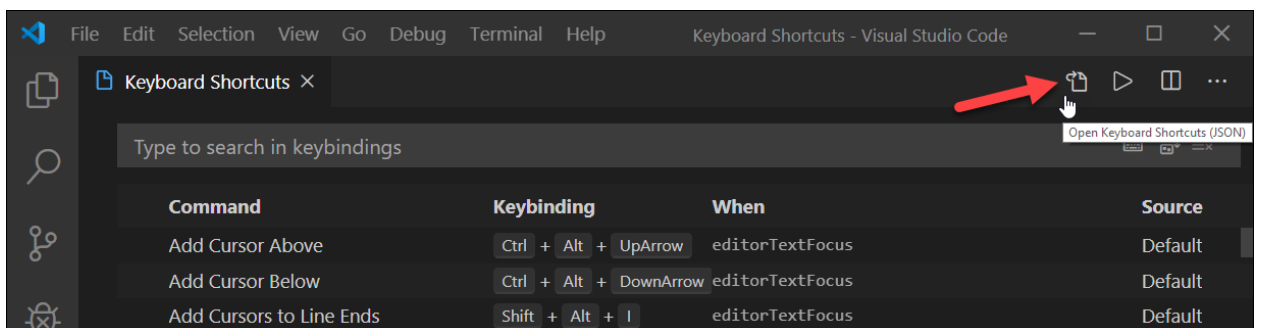 File Edit Selection View Go Debug Terminal Help Keyboard Shortcuts - Visual Studio Code
Keyboard Shortcuts
Open Keyboard Shortcuts (JSON)
Type to search in keybindings
Command Keybinding When Source
Add Cursor Above Ctrl + Alt + UpArrow editorTextFocus Default
Add Cursor Below Ctrl + Alt + DownArrow editorTextFocus Default
Add Cursors to Line Ends Shift + Alt + I editorTextFocus Default